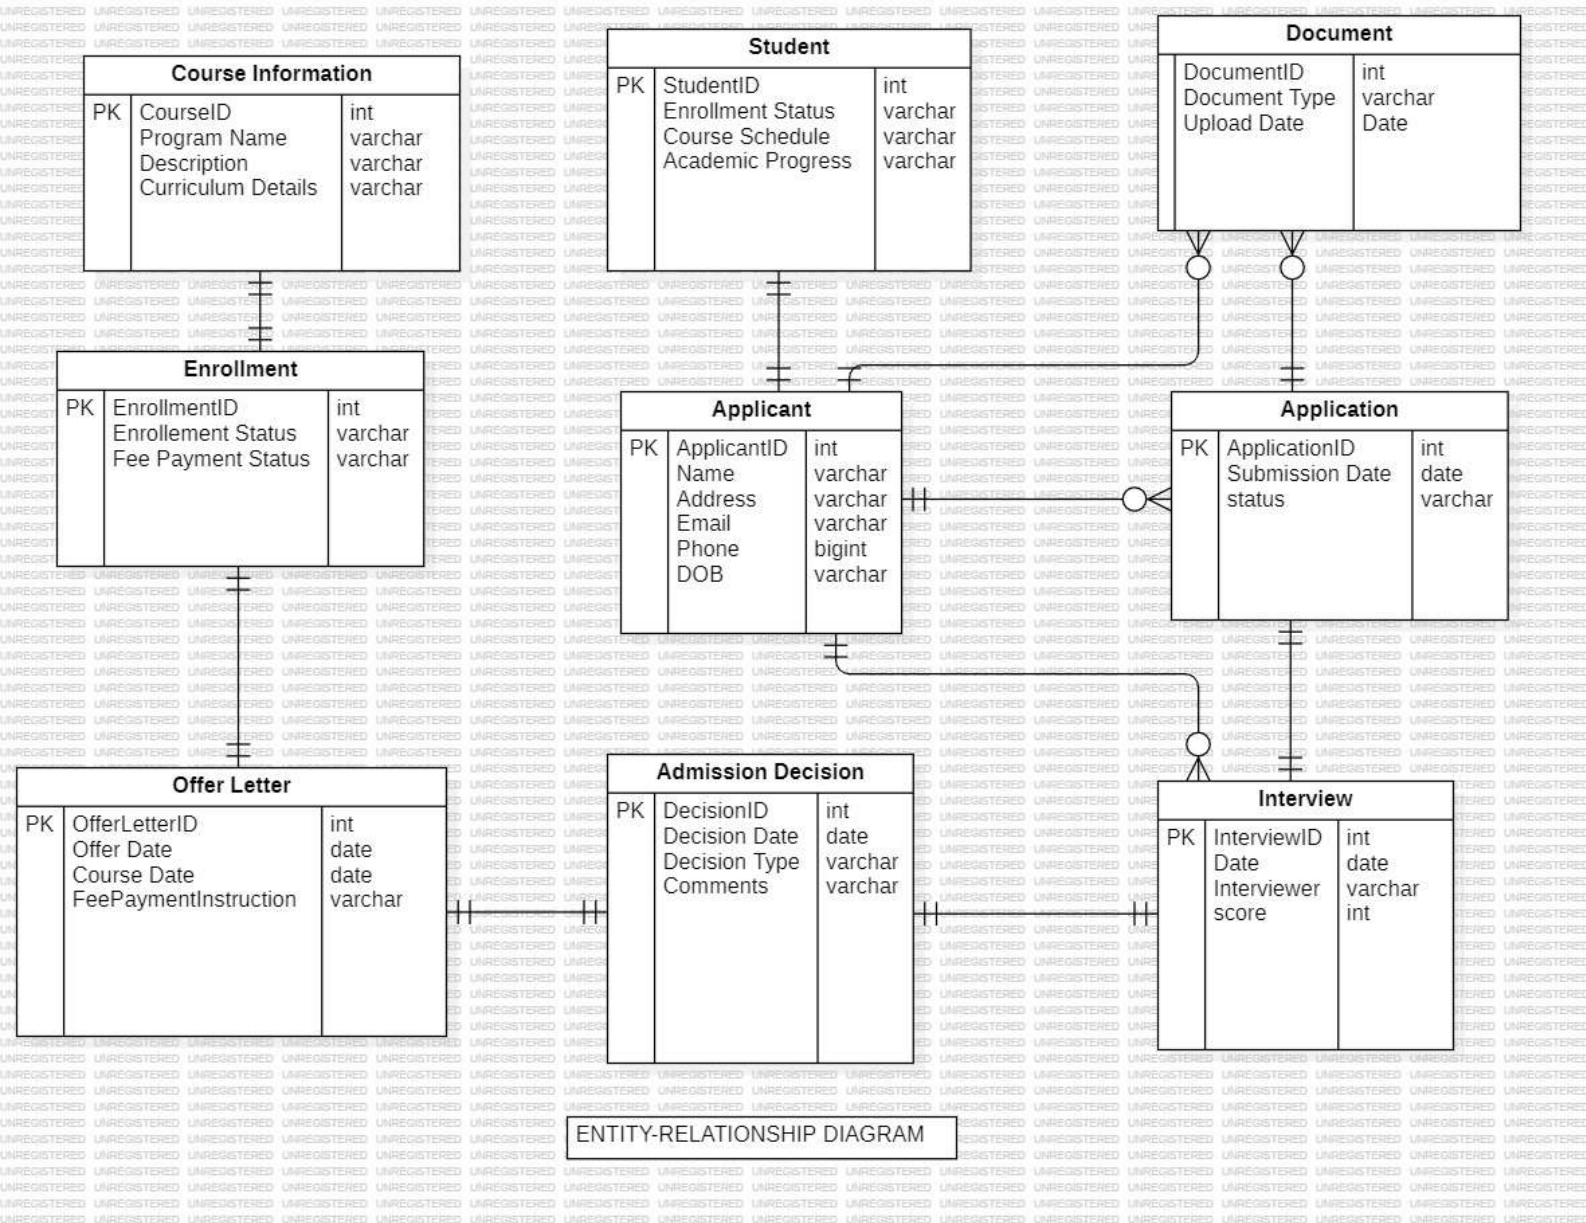 Course Information
PK CourseID int
Program Name varchar
Description varchar
Curriculum Details varchar
Student
PK StudentID int
Enrollment Status varchar
Course Schedule varchar
Academic Progress varchar
Document
DocumentID int
Document Type varchar
Upload Date Date
Enrollment
PK EnrollmentID int
Enrollement Status varchar
Fee Payment Status varchar
Applicant
PK ApplicantID int
Name varchar
Address varchar
Email varchar
Phone bigint
DOB varchar
Application
PK ApplicationID int
Submission Date date
status varchar
Offer Letter
PK OfferLetterID int
Offer Date date
Course Date date
FeePaymentInstruction varchar
Admission Decision
PK DecisionID int
Decision Date date
Decision Type varchar
Comments varchar
Interview
PK InterviewID int
Date date
Interviewer varchar
score int
ENTITY-RELATIONSHIP DIAGRAM
UNREGISTERED